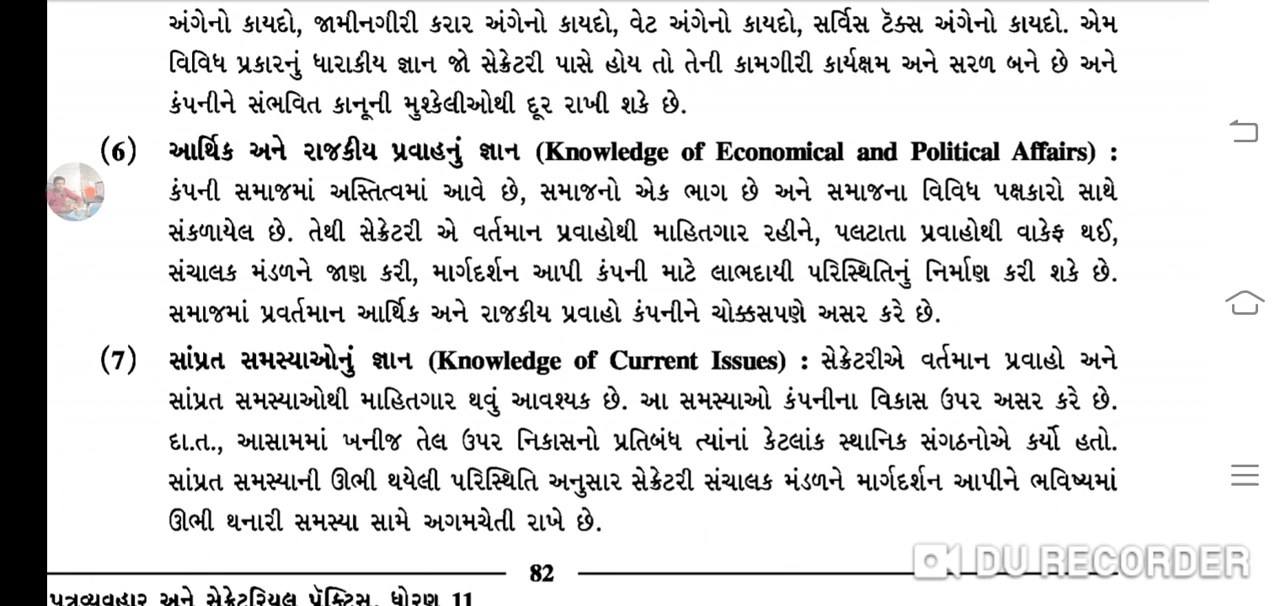 અંગેનો કાયદો, જામીનગીરી કરાર અંગેનો કાયદો, વેટ અંગેનો કાયદો, સર્વિસ ટૅક્સ અંગેનો કાયદો. એમ
વિવિધ પ્રકારનું ધારાકીય જ્ઞાન જો સેક્રેટરી પાસે હોય તો તેની કામગીરી કાર્યક્ષમ અને સરળ બને છે અને
કંપનીને સંભવિત કાનૂની મુશ્કેલીઓથી દૂર રાખી શકે છે.
(6) આર્થિક અને રાજકીય પ્રવાહનું જ્ઞાન (Knowledge of Economical and Political Affairs) :
કંપની સમાજમાં અસ્તિત્વમાં આવે છે, સમાજનો એક ભાગ છે અને સમાજના વિવિધ પક્ષકારો સાથે
સંકળાયેલ છે. તેથી સેક્રેટરી એ વર્તમાન પ્રવાહોથી માહિતગાર રહીને, પલટાતા પ્રવાહોથી વાકેફ થઈ,
સંચાલક મંડળને જાણ કરી, માર્ગદર્શન આપી કંપની માટે લાભદાયી પરિસ્થિતિનું નિર્માણ કરી શકે છે.
સમાજમાં પ્રવર્તમાન આર્થિક અને રાજકીય પ્રવાહો કંપનીને ચોક્કસપણે અસર કરે છે.
(7) સાંપ્રત સમસ્યાઓનું જ્ઞાન (Knowledge of Current Issues) : સેક્રેટરીએ વર્તમાન પ્રવાહો અને
સાંપ્રત સમસ્યાઓથી માહિતગાર થવું આવશ્યક છે. આ સમસ્યાઓ કંપનીના વિકાસ ઉપર અસર કરે છે.
દા.ત., આસામમાં ખનીજ તેલ ઉપર નિકાસનો પ્રતિબંધ ત્યાંનાં કેટલાંક સ્થાનિક સંગઠનોએ કર્યો હતો.
સાંપ્રત સમસ્યાની ઊભી થયેલી પરિસ્થિતિ અનુસાર સેક્રેટરી સંચાલક મંડળને માર્ગદર્શન આપીને ભવિષ્યમાં
ઊભી થનારી સમસ્યા સામે અગમચેતી રાખે છે.
82
DU RECORDER
પત્રવ્યવહાર અને સેક્રેટરિયલ પ્રૅક્ટિસ, ધોરણ 11